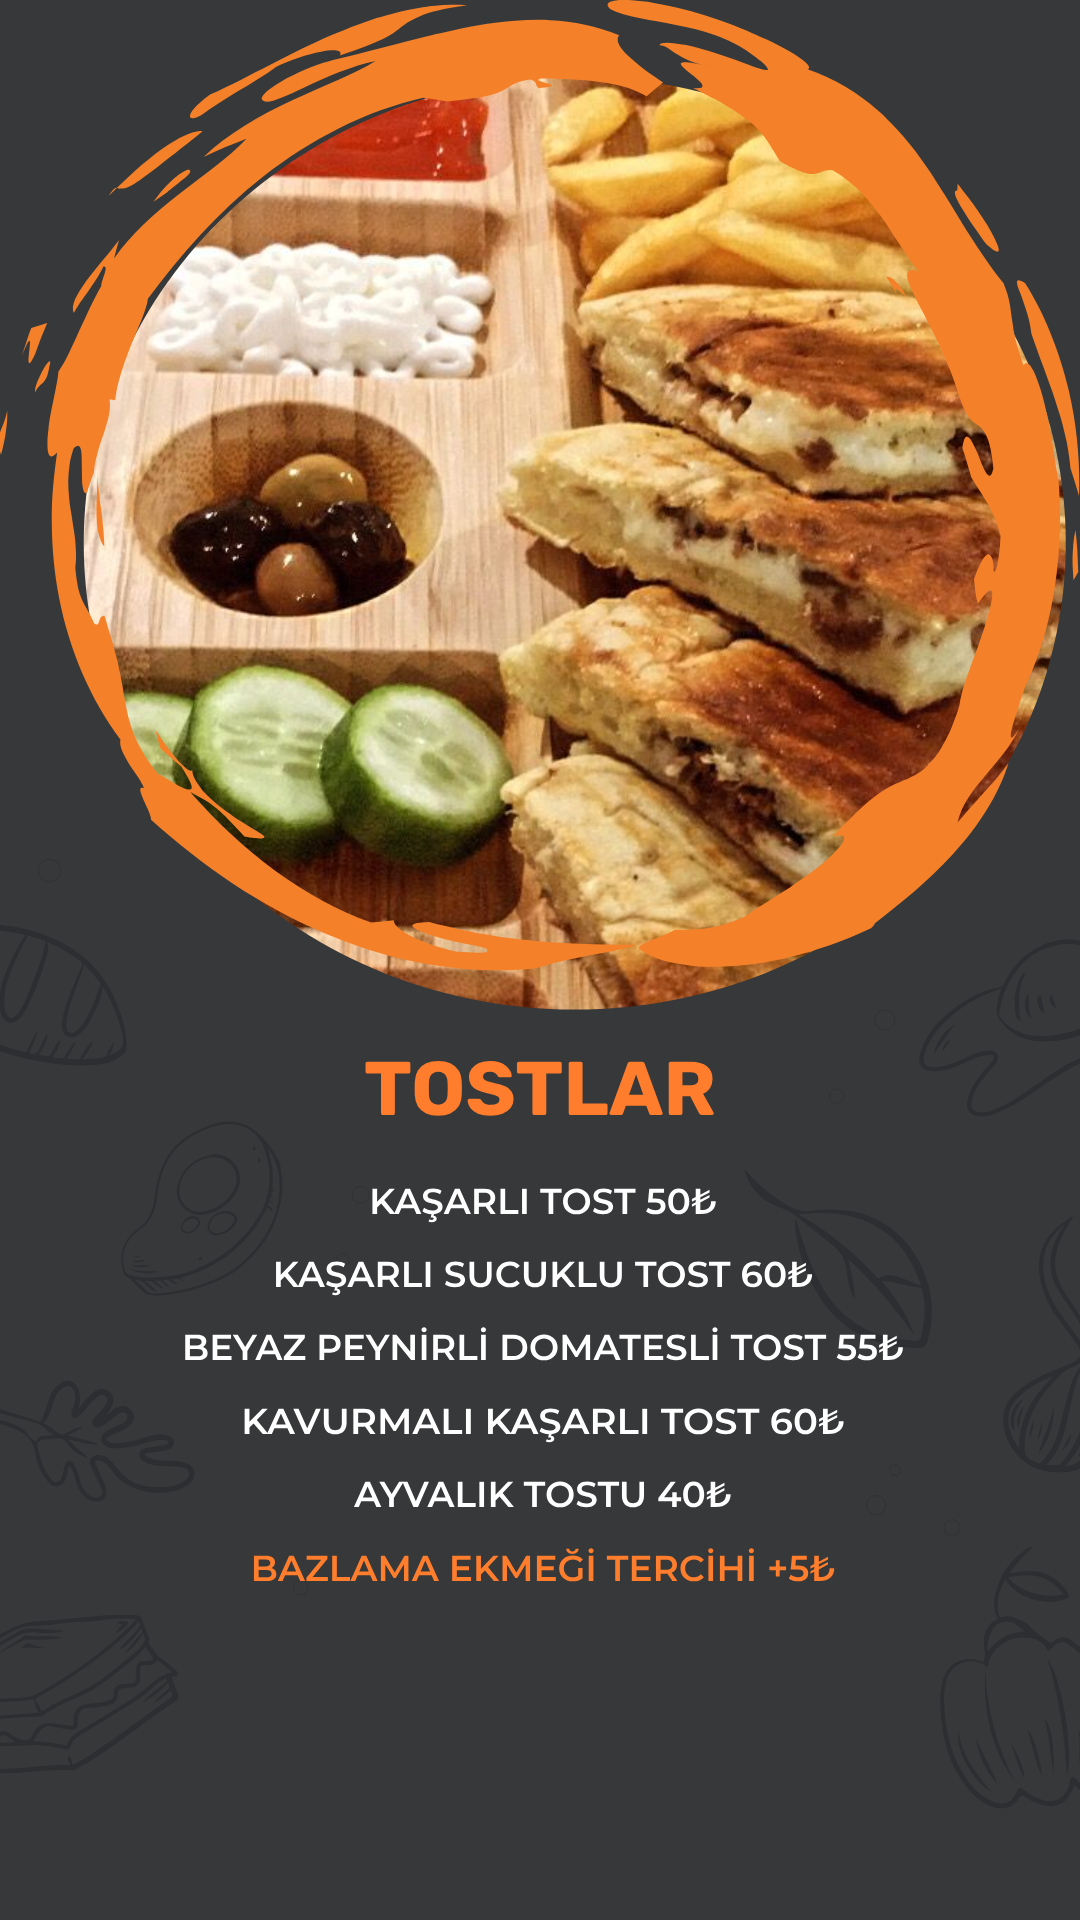 TOSTLAR
KAŞARLI TOST 50₺
KAŞARLI SUCUKLU TOST 60₺
BEYAZ PEYNİRLİ DOMATESLİ TOST 55₺
KAVURMALI KAŞARLI TOST 60₺
AYVALIK TOSTU 40₺
BAZLAMA EKMEĞİ TERCİHİ +5₺